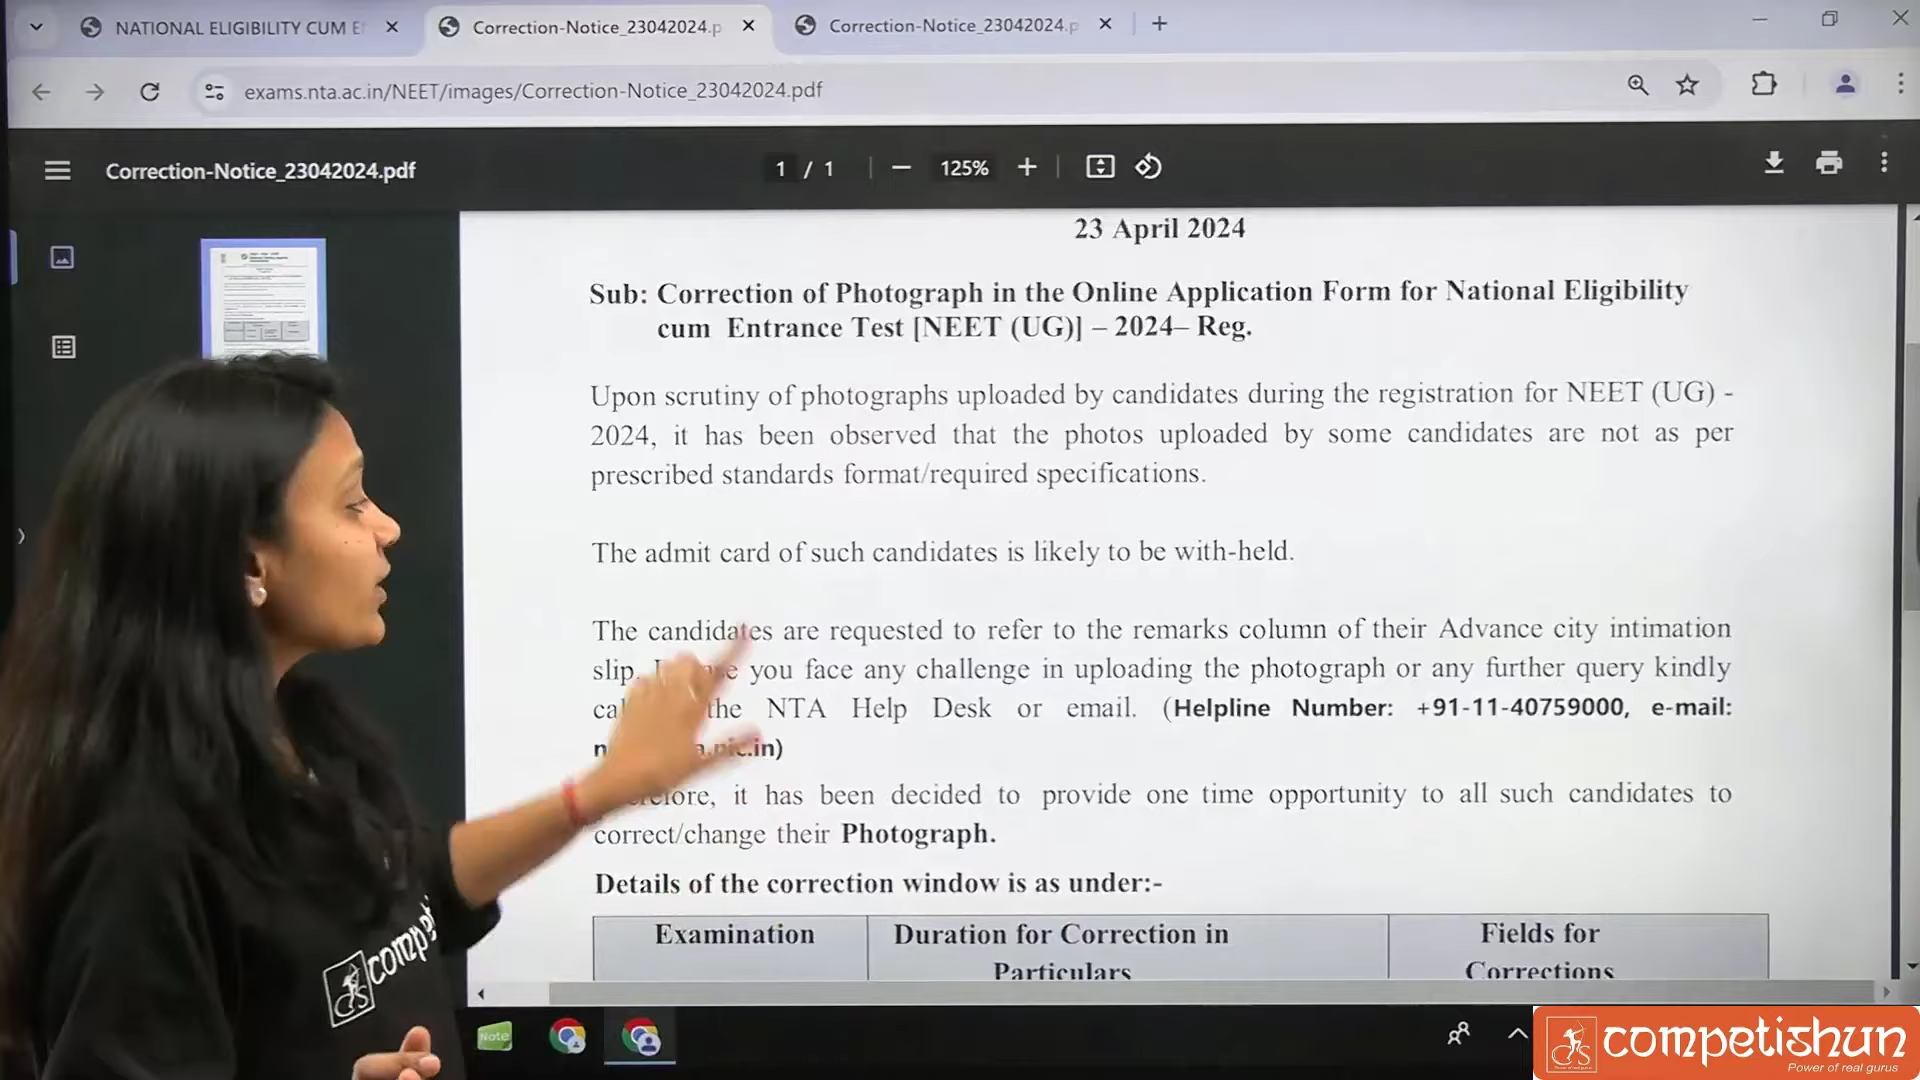 NATIONAL ELIGIBILITY CUM E
Correction-Notice_23042024.p
Correction-Notice_23042024.p
exams.nta.ac.in/NEET/images/Correction-Notice_23042024.pdf
Correction-Notice_23042024.pdf
1 / 1
125%
23 April 2024
Sub: Correction of Photograph in the Online Application Form for National Eligibility
cum Entrance Test [NEET (UG)] – 2024– Reg.
Upon scrutiny of photographs uploaded by candidates during the registration for NEET (UG) -
2024, it has been observed that the photos uploaded by some candidates are not as per
prescribed standards format/required specifications.
The admit card of such candidates is likely to be with-held.
The candidates are requested to refer to the remarks column of their Advance city intimation
slip. you face any challenge in uploading the photograph or any further query kindly
the NTA Help Desk or email. (Helpline Number: +91-11-40759000, e-mail:
.nic.in)
it has been decided to provide one time opportunity to all such candidates to
correct/change their Photograph.
Details of the correction window is as under:-
Examination
Duration for Correction in
Particulars
Fields for
Corrections
compet
Note
competishun
Power of real gurus